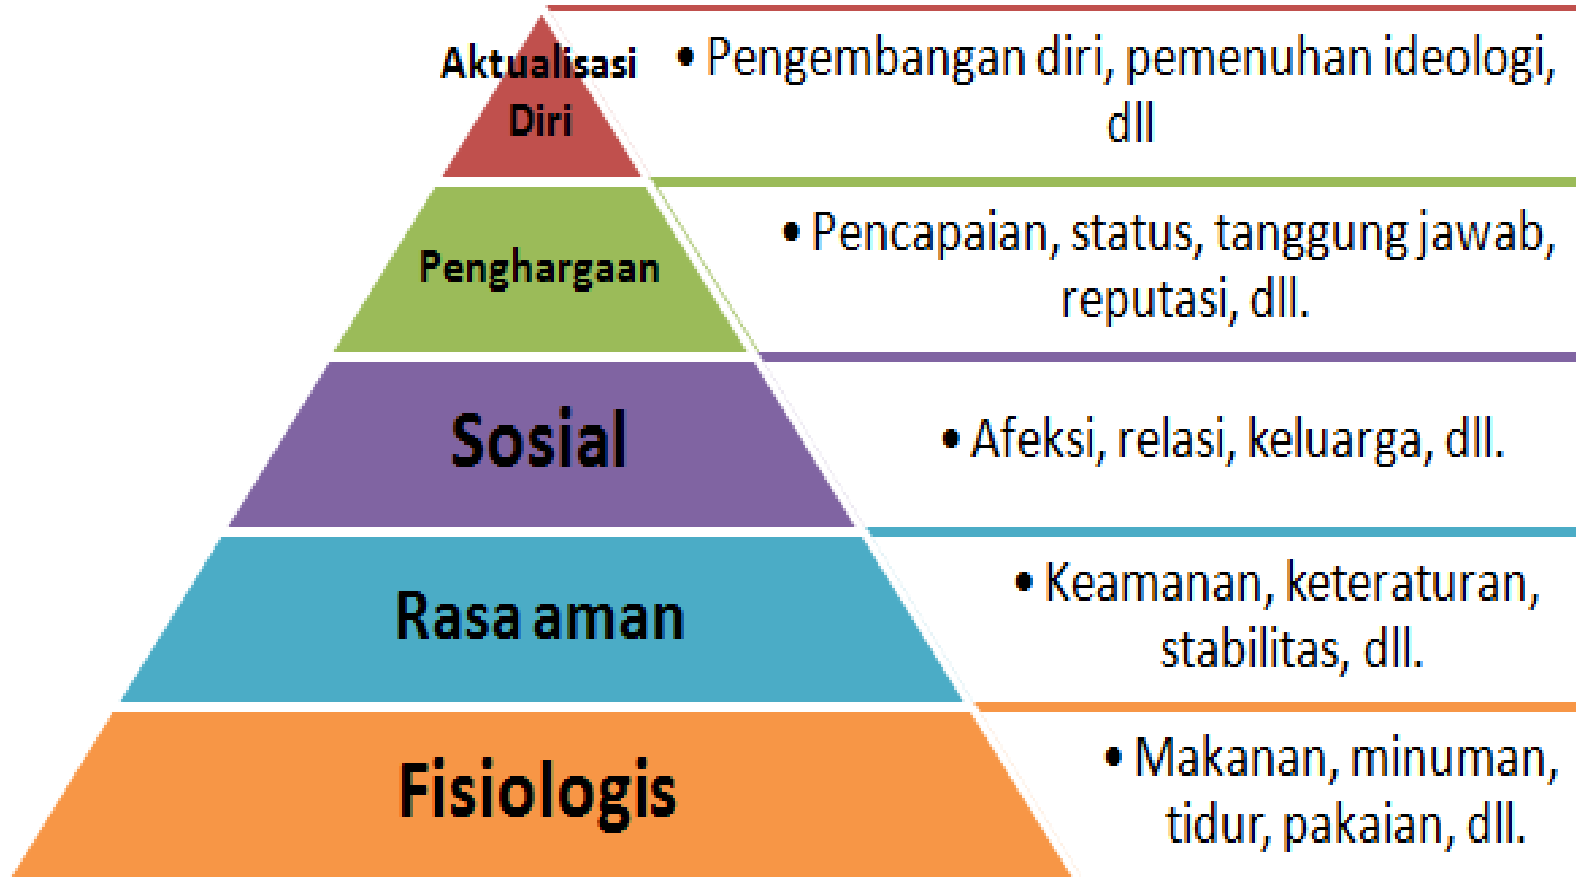 Aktualisasi
Diri
• Pengembangan diri, pemenuhan ideologi,
dll
Penghargaan
• Pencapaian, status, tanggung jawab,
reputasi, dll.
Sosial
• Afeksi, relasi, keluarga, dll.
Rasa aman
• Keamanan, keteraturan,
stabilitas, dll.
Fisiologis
• Makanan, minuman,
tidur, pakaian, dll.